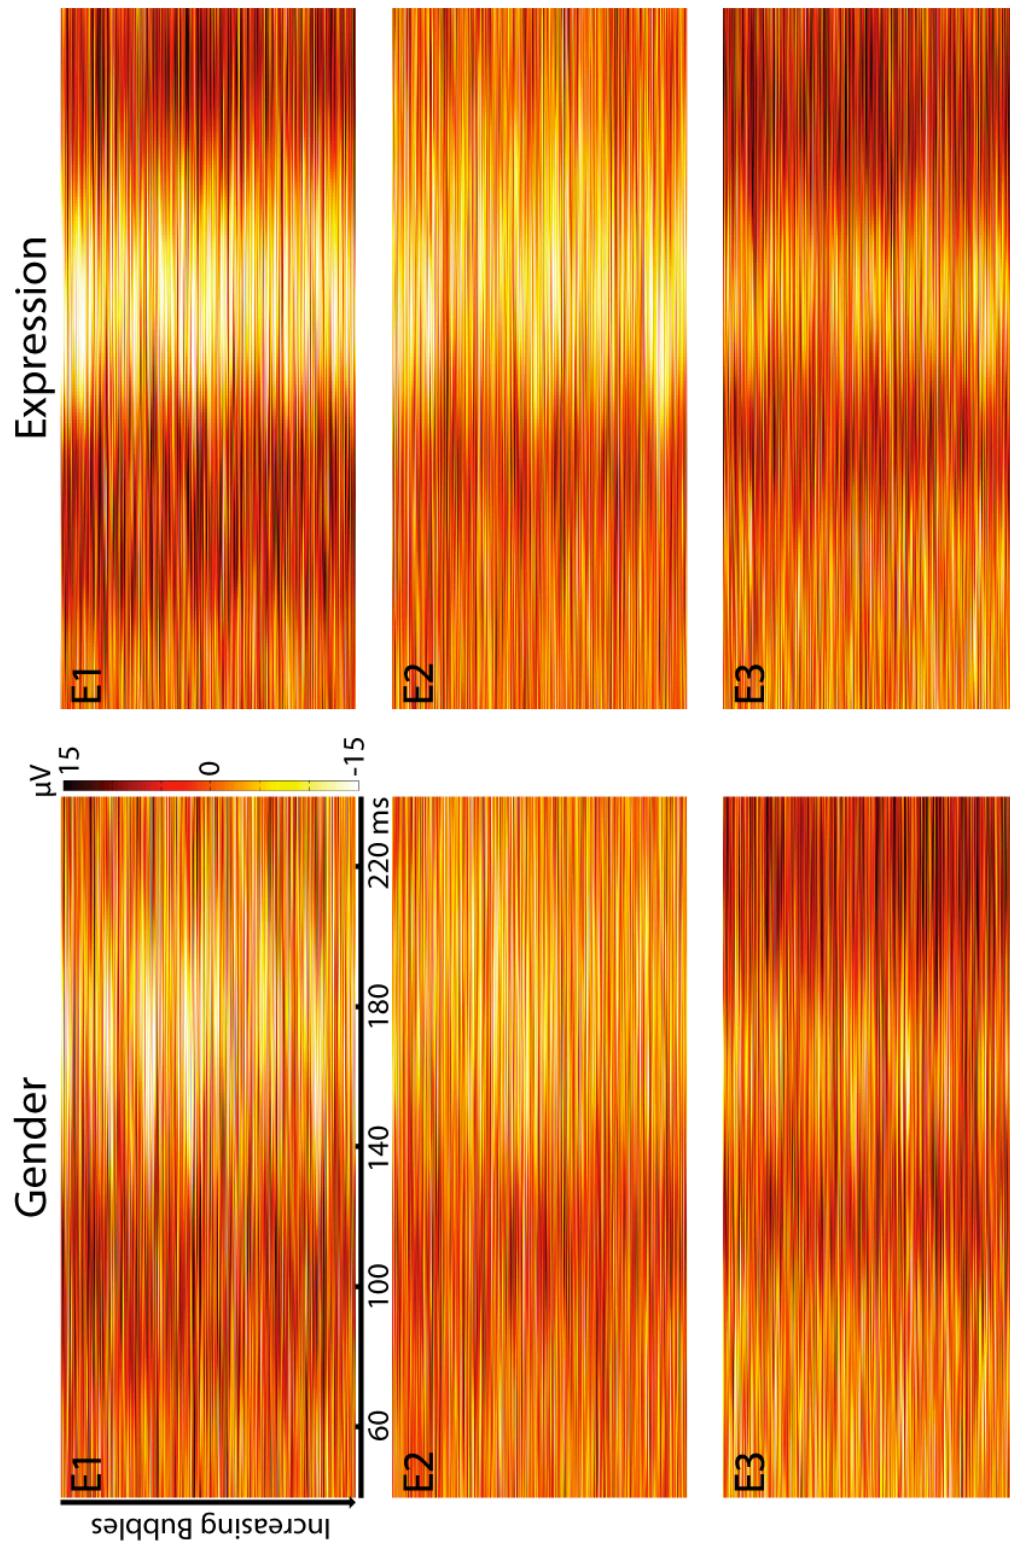 Gender
Expression
Increasing Bubbles
E1
µV
15
0
-15
60
100
140
180
220 ms
E1
E2
E2
E3
E3